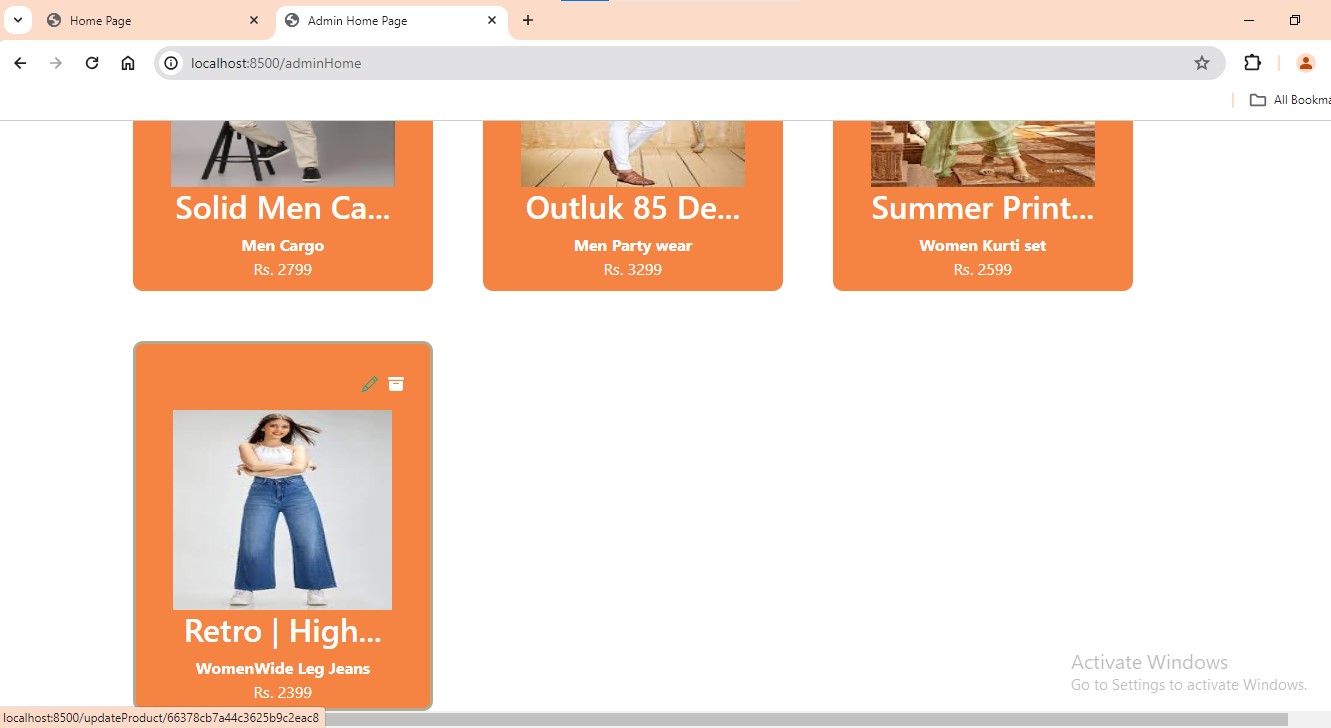 Home Page
Admin Home Page
localhost:8500/adminHome
All Bookma
Solid Men Ca...
Men Cargo
Rs. 2799
Outluk 85 De...
Men Party wear
Rs. 3299
Summer Print...
Women Kurti set
Rs. 2599
Retro | High...
WomenWide Leg Jeans
Rs. 2399
Activate Windows
Go to Settings to activate Windows.
localhost:8500/updateProduct/66378cb7a44c3625b9c2eac8